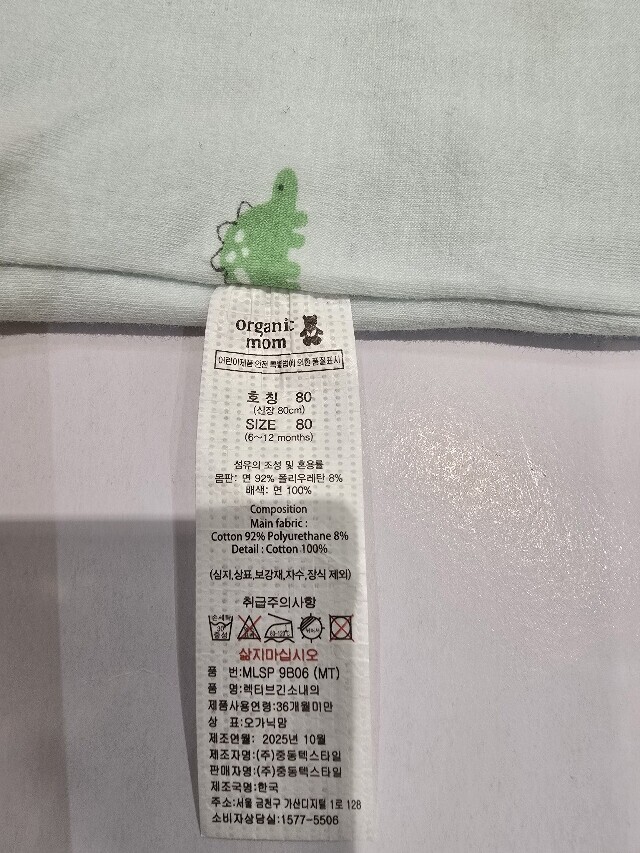 organic
mom
어린이제품 안전 특별법에 의한 품질표시
호 칭 80
(신장 80cm)
SIZE 80
(6~12 months)
섬유의 조성 및 혼용률
몸판: 면 92% 폴리우레탄 8%
배색: 면 100%
Composition
Main fabric :
Cotton 92% Polyurethane 8%
Detail : Cotton 100%
(심지,상표,보강재,자수,장식 제외)
취급주의사항
손세탁
30
중성
삶지마십시오
품 번:MLSP 9B06 (MT)
품 명:렉티브긴소내의
제품사용연령:36개월미만
상 표:오가닉맘
제조연월: 2025년 10월
제조자명:(주)중동텍스타일
판매자명:(주)중동텍스타일
제조국명:한국
주소:서울 금천구 가산디지털 1로 128
소비자상담실:1577-5506